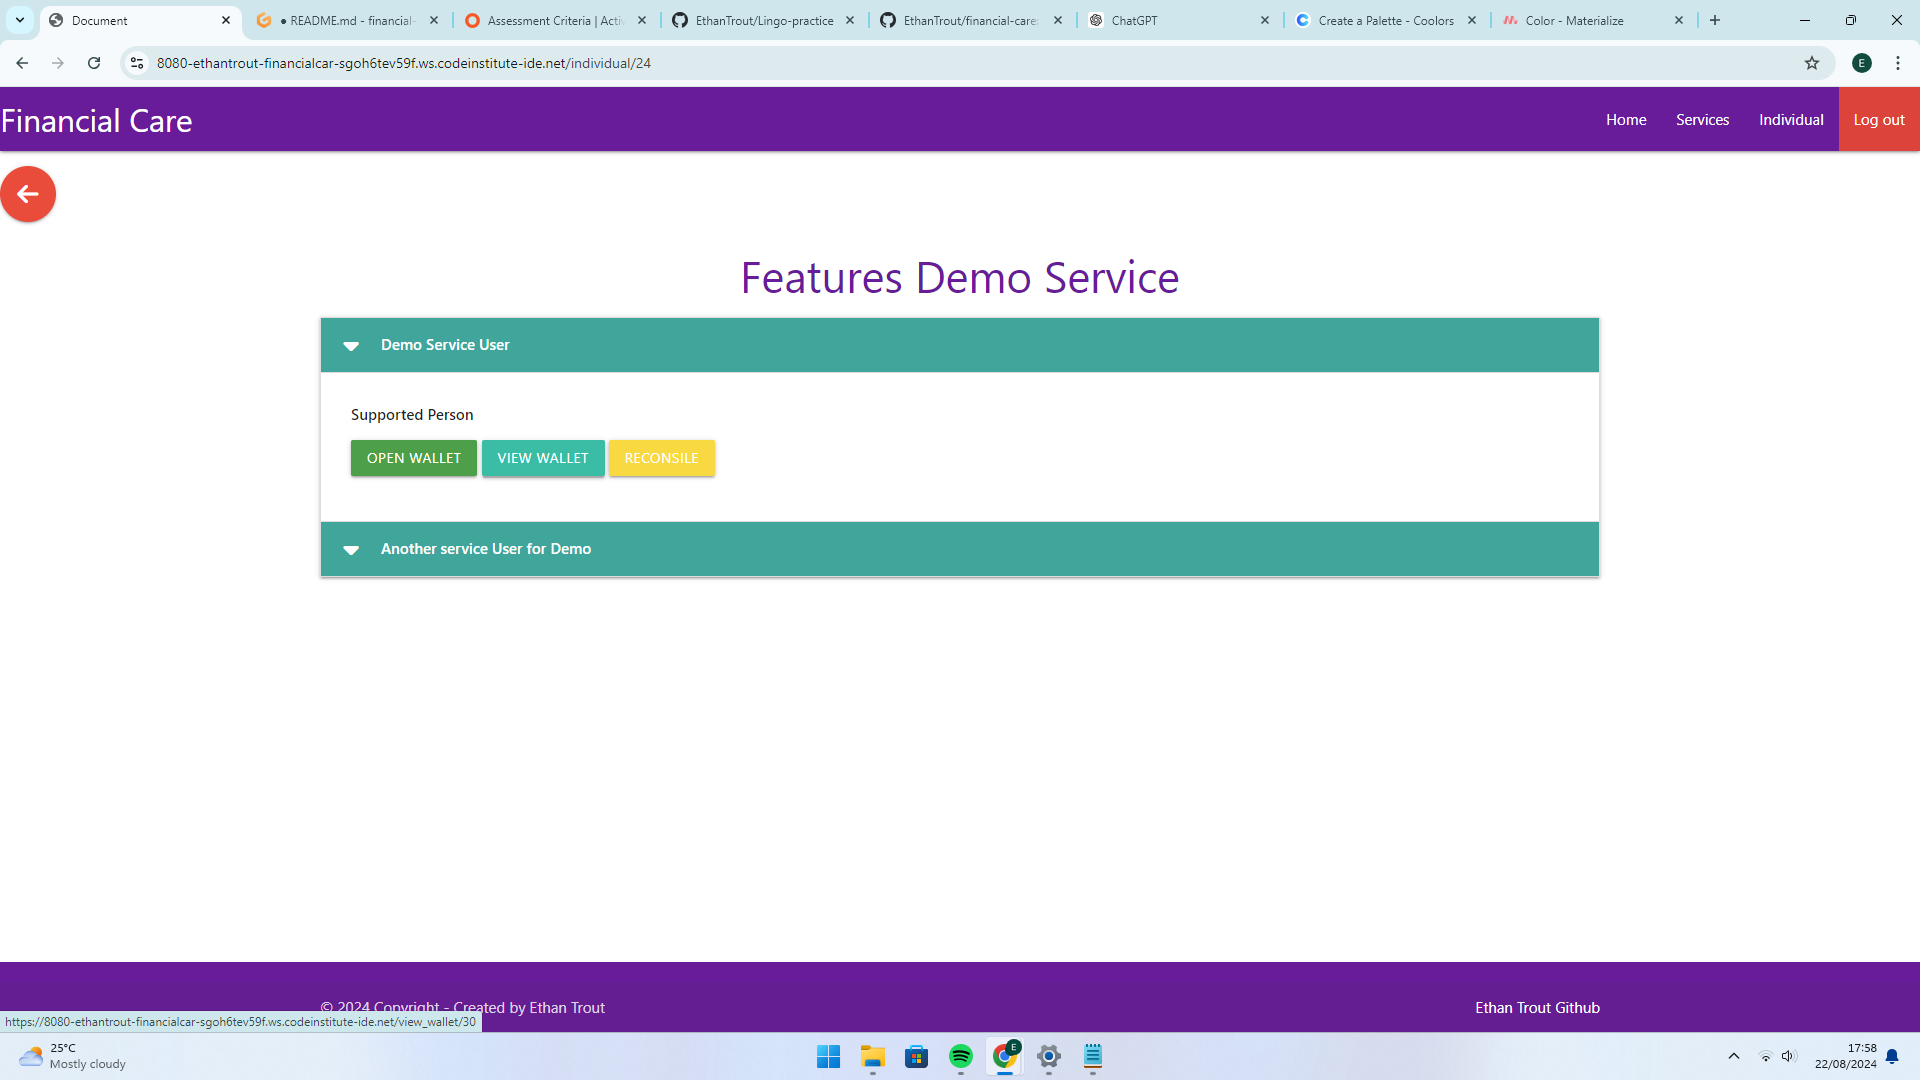 Document
● README.md - financial-
Assessment Criteria | Activ
EthanTrout/Lingo-practice
EthanTrout/financial-care:
ChatGPT
Create a Palette - Coolors
Color - Materialize
8080-ethantrout-financialcar-sgoh6tev59f.ws.codeinstitute-ide.net/individual/24
E
Financial Care
Home
Services
Individual
Log out
Features Demo Service
Demo Service User
Supported Person
OPEN WALLET
VIEW WALLET
RECONSILE
Another service User for Demo
© 2024 Copyright - Created by Ethan Trout
Ethan Trout Github
https://8080-ethantrout-financialcar-sgoh6tev59f.ws.codeinstitute-ide.net/view_wallet/30
25°C
Mostly cloudy
E
17:58
22/08/2024